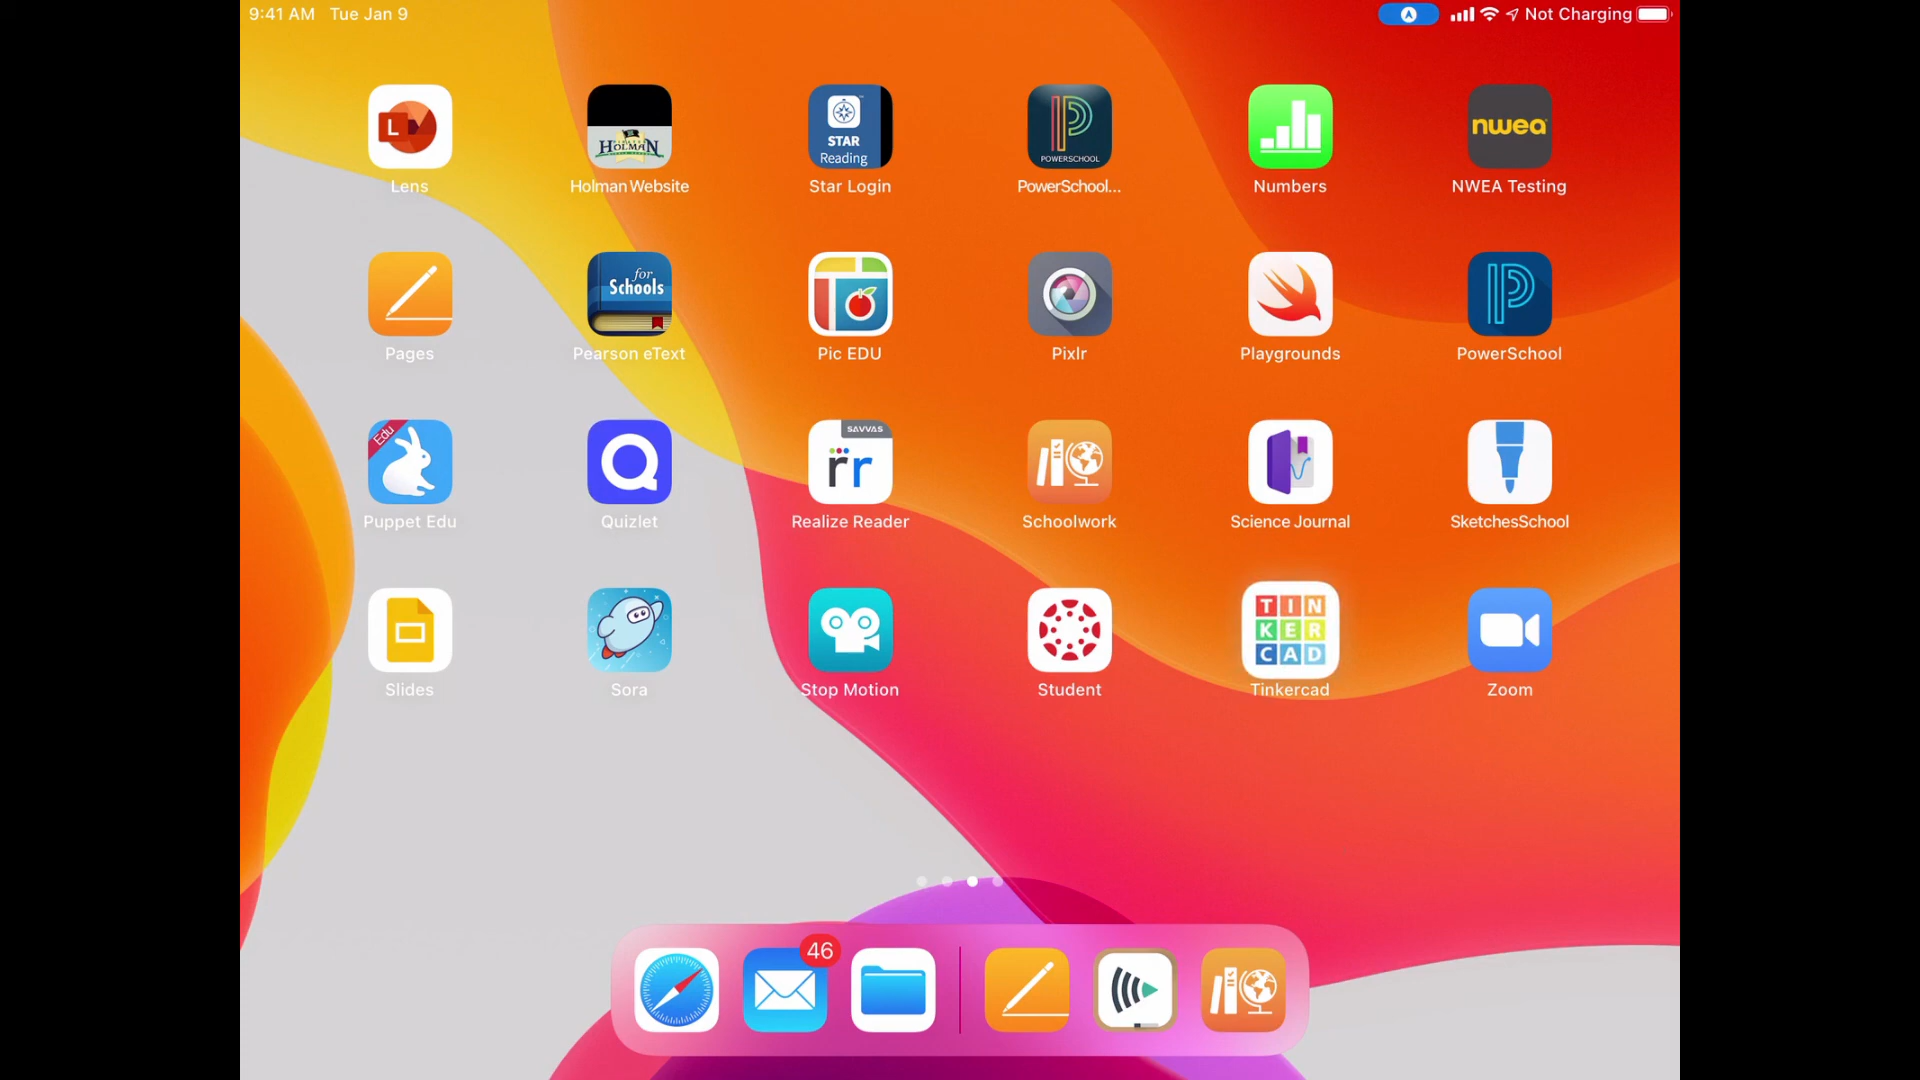 9:41 AM Tue Jan 9
Not Charging
L
HOLMAN
STAR
Reading
POWERSCHOOL
nwea
Lens
Holman Website
Star Login
PowerSchool...
Numbers
NWEA Testing
for
Schools
Pages
Pearson eText
Pic EDU
Pixlr
Playgrounds
PowerSchool
Edu
SAVVAS
rr
Puppet Edu
Quizlet
Realize Reader
Schoolwork
Science Journal
SketchesSchool
TIN
KER
CAD
Slides
Sora
Stop Motion
Student
Tinkercad
Zoom
46